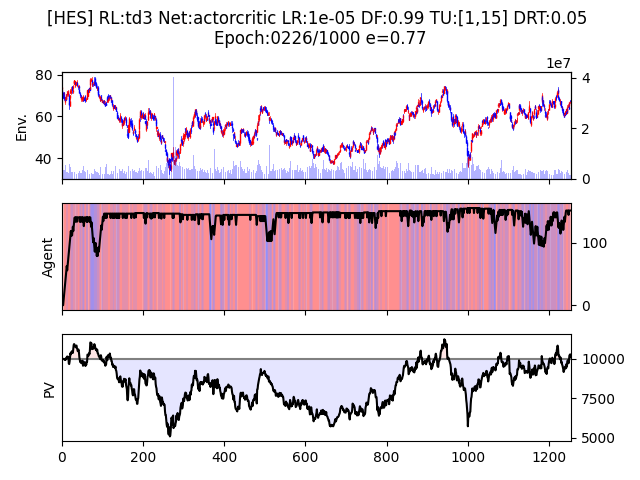 [HES] RL:td3 Net:actorcritic LR:1e-05 DF:0.99 TU:[1,15] DRT:0.05
Epoch:0226/1000 e=0.77
1e7
80
60
40
Env.
4
2
0
Agent
100
0
PV
10000
7500
5000
0 200 400 600 800 1000 1200